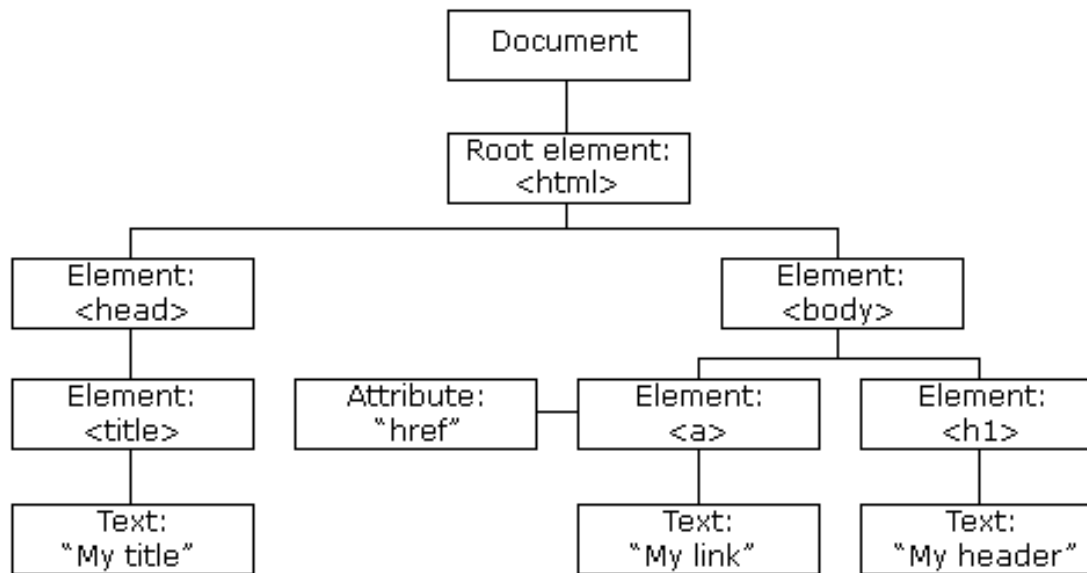 Document
Root element:
<html>
Element:
<head>
Element:
<body>
Element:
<title>
Attribute:
“href”
Element:
<a>
Element:
<h1>
Text:
“My title”
Text:
“My link”
Text:
“My header”